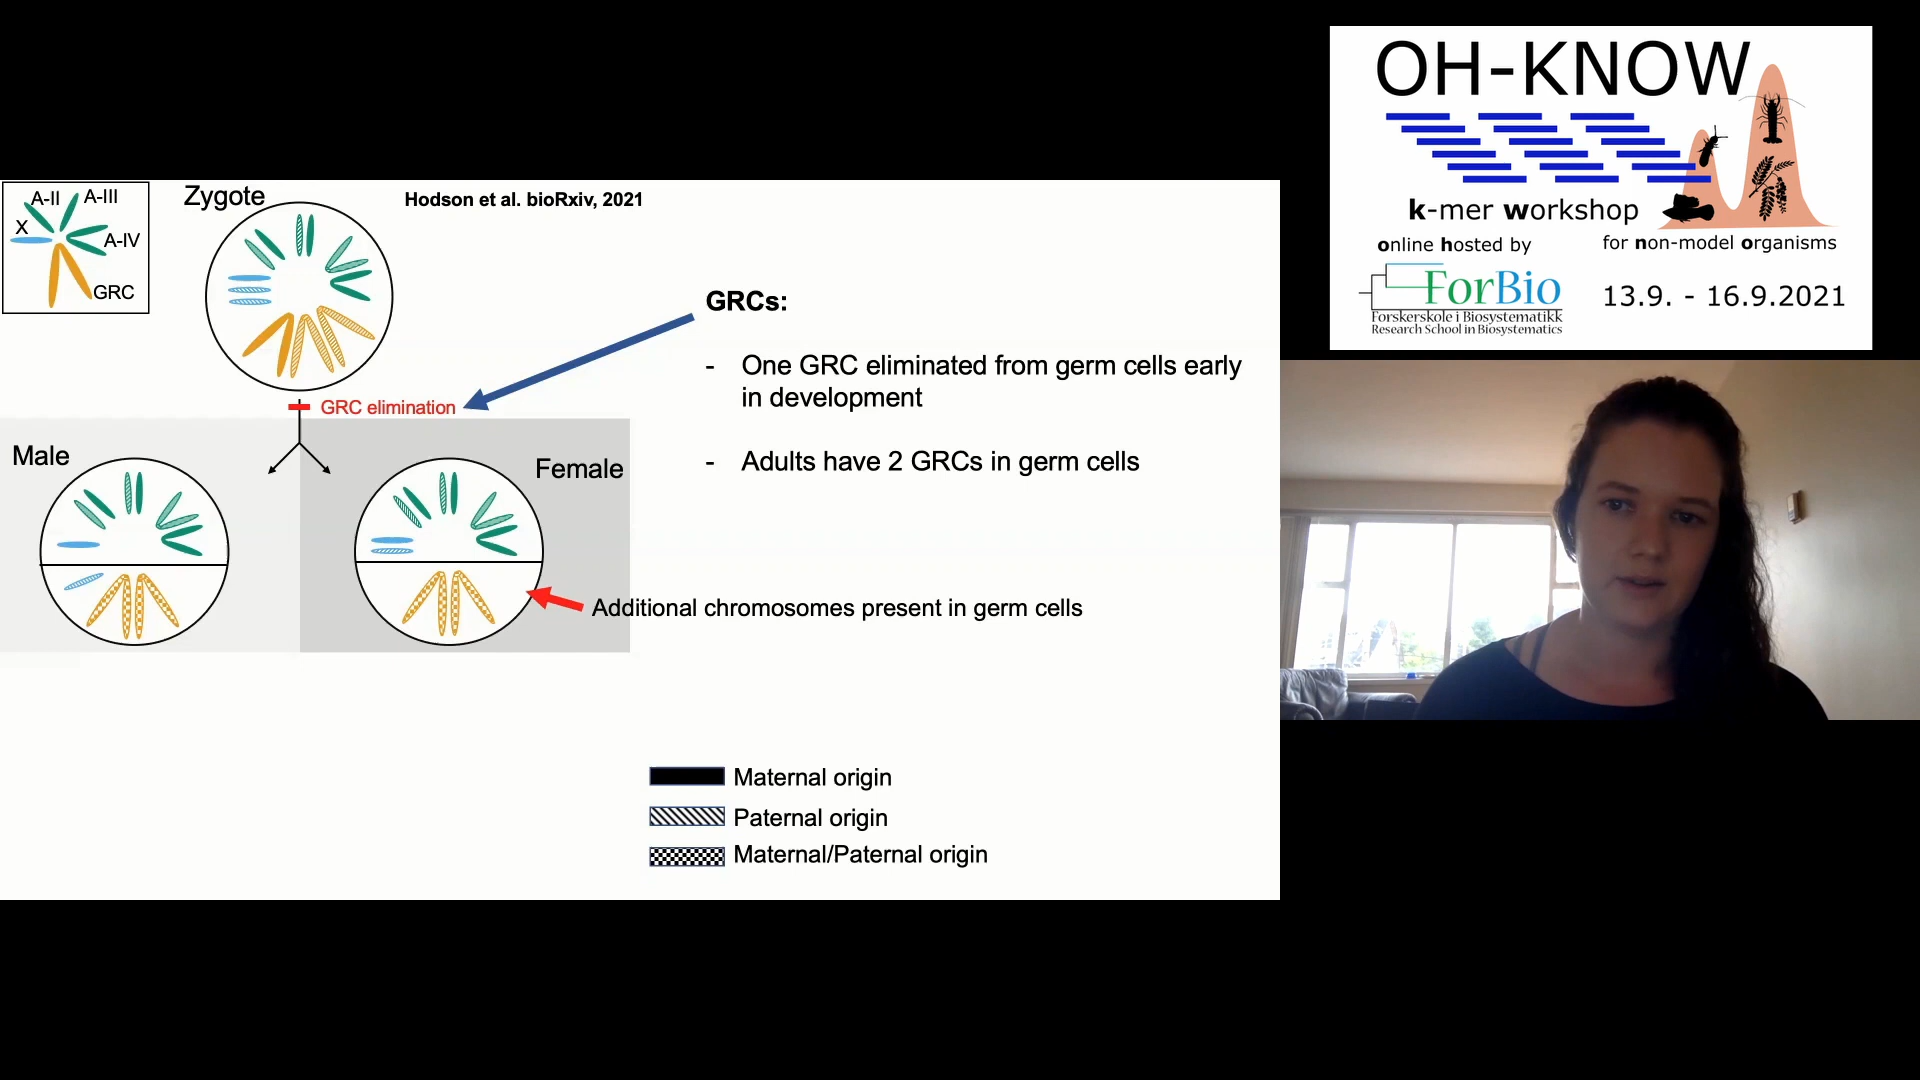 A-II
A-III
X
A-IV
GRC
Zygote
Hodson et al. bioRxiv, 2021
GRC elimination
Male
Female
GRCs:
- One GRC eliminated from germ cells early
in development
- Adults have 2 GRCs in germ cells
Additional chromosomes present in germ cells
Maternal origin
Paternal origin
Maternal/Paternal origin
OH-KNOW
k-mer workshop
online hosted by
for non-model organisms
ForBio
Forskerskole i Biosystematikk
Research School in Biosystematics
13.9. - 16.9.2021